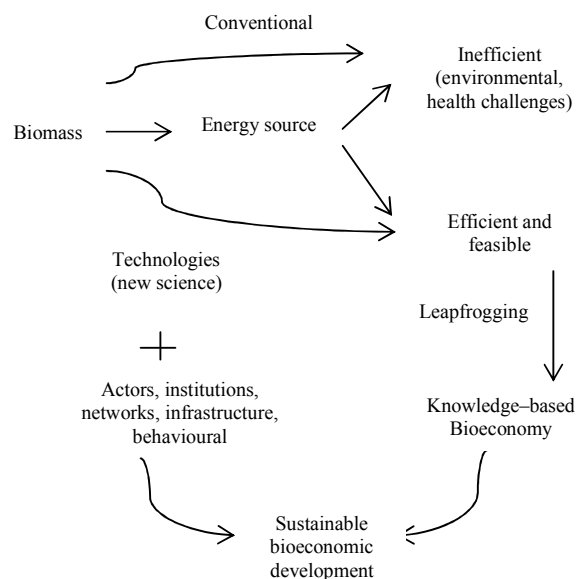 Conventional
Inefficient
(environmental,
health challenges)
Biomass
Energy source
Efficient and
feasible
Technologies
(new science)
Leapfrogging
Actors, institutions,
networks, infrastructure,
behavioural
Knowledge–based
Bioeconomy
Sustainable
bioeconomic
development